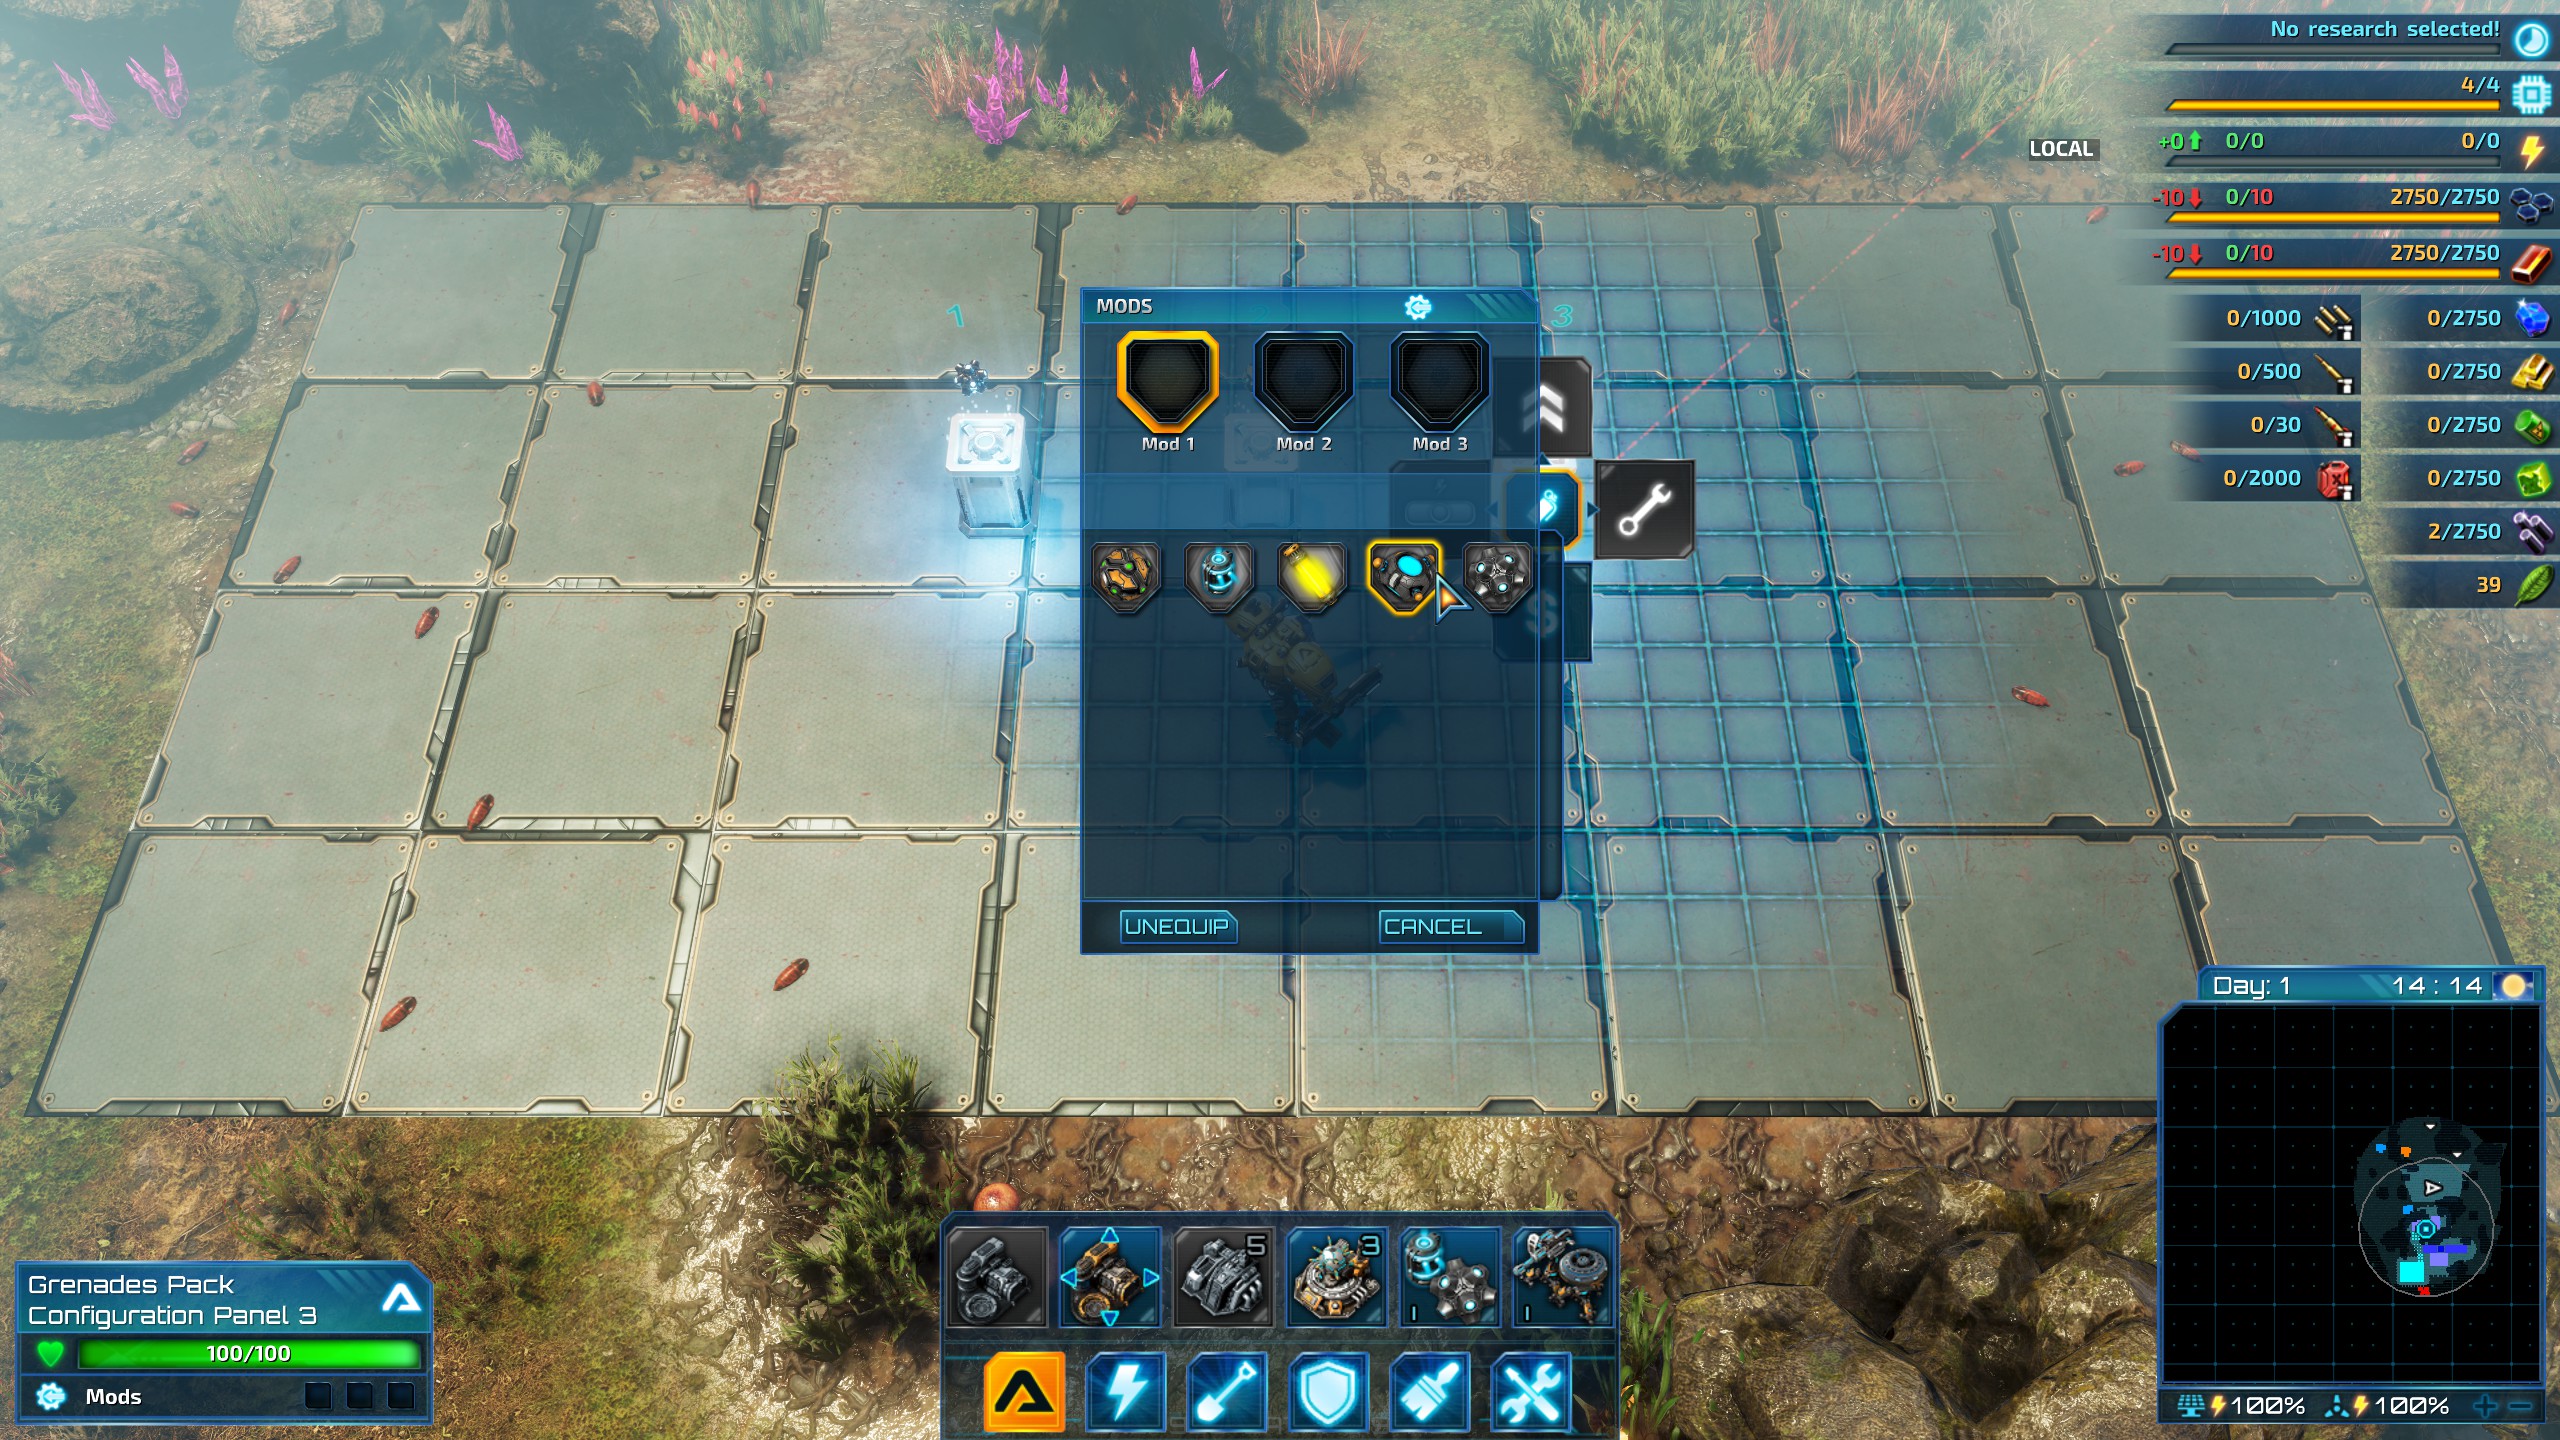 No research selected!
4/4
+0 0/0 0/0
-10 0/10 2750/2750
-10 0/10 2750/2750
0/1000 0/2750
0/500 0/2750
0/30 0/2750
0/2000 0/2750
2/2750
39
LOCAL
1
3
MODS
Mod 1 Mod 2 Mod 3
$
UNEQUIP CANCEL
Day: 1 14 : 14
100% 100%
Grenades Pack
Configuration Panel 3
100/100
Mods
5
3
I
I